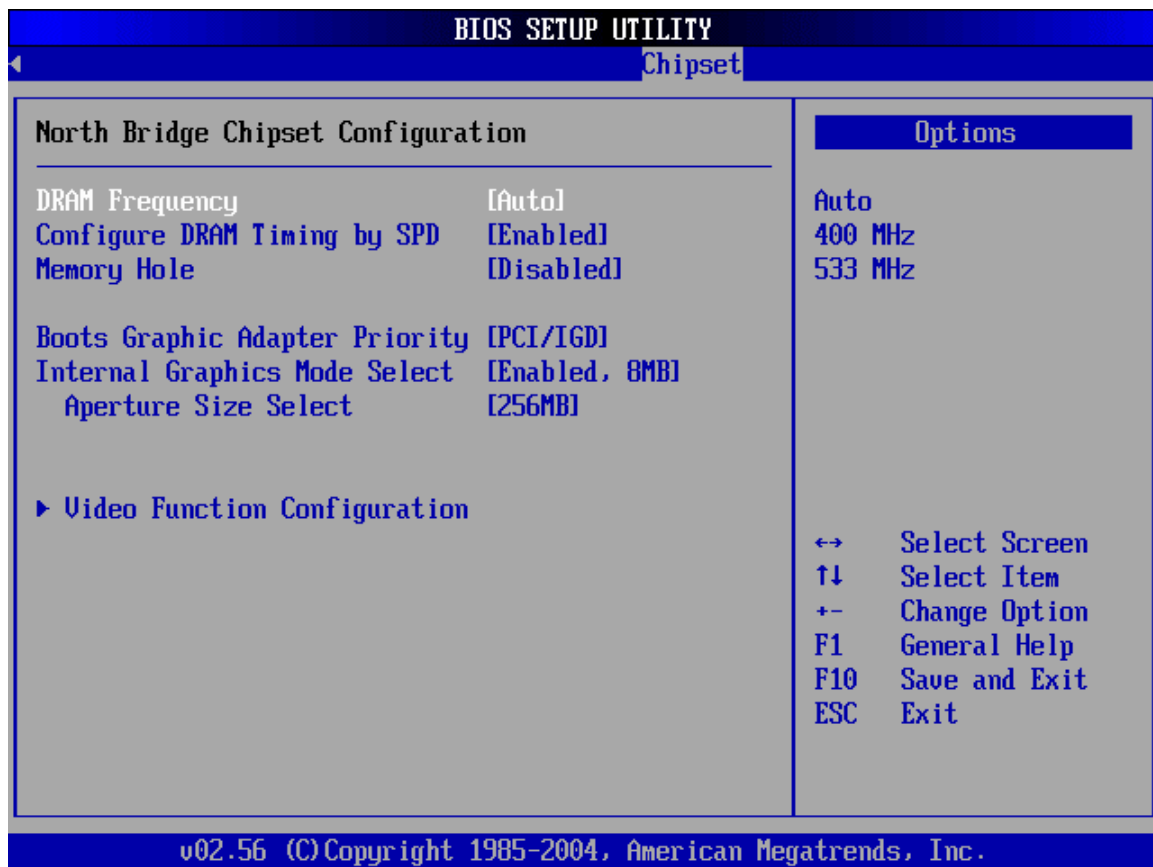 BIOS SETUP UTILITY
Chipset
North Bridge Chipset Configuration
DRAM Frequency [Auto]
Configure DRAM Timing by SPD [Enabled]
Memory Hole [Disabled]
Boots Graphic Adapter Priority [PCI/IGD]
Internal Graphics Mode Select [Enabled, 8MB]
Aperture Size Select [256MB]
▶ Video Function Configuration
Options
Auto
400 MHz
533 MHz
←→ Select Screen
↑↓ Select Item
+- Change Option
F1 General Help
F10 Save and Exit
ESC Exit
v02.56 (C)Copyright 1985-2004, American Megatrends, Inc.